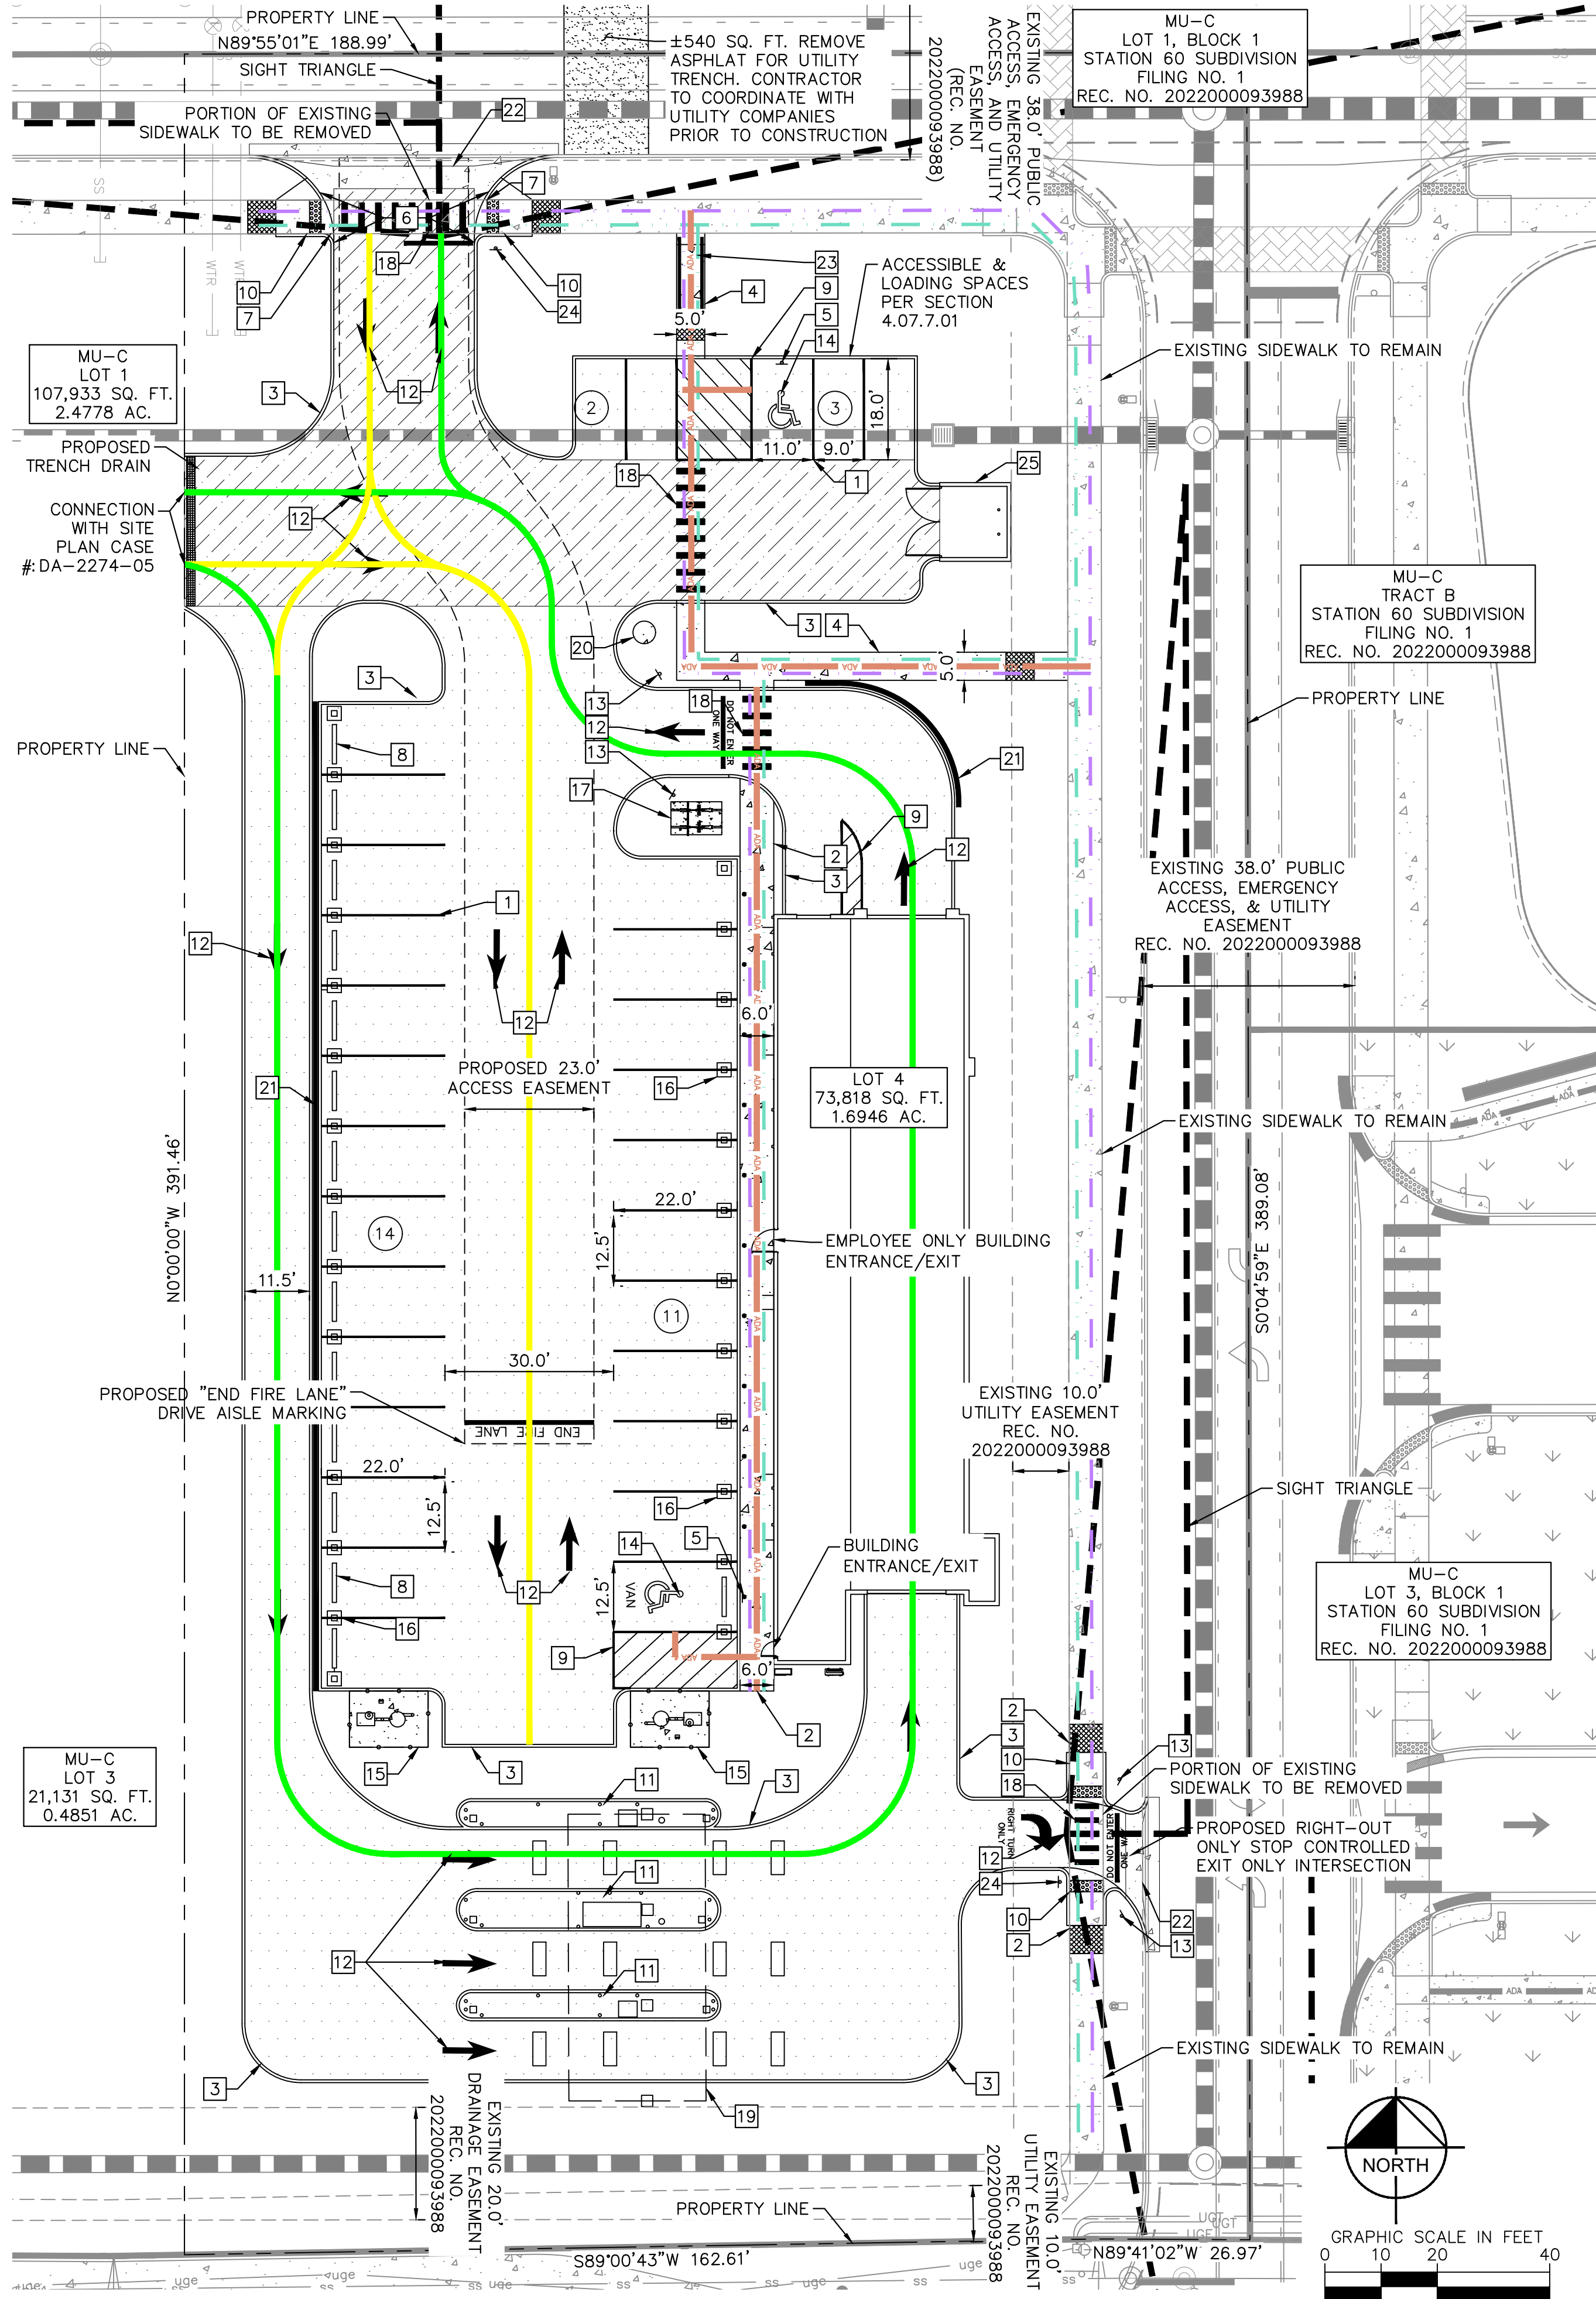 PROPERTY LINE
N89°55'01"E 188.99'
SIGHT TRIANGLE
PORTION OF EXISTING
SIDEWALK TO BE REMOVED
22
±540 SQ. FT. REMOVE
ASPHLAT FOR UTILITY
TRENCH. CONTRACTOR
TO COORDINATE WITH
UTILITY COMPANIES
PRIOR TO CONSTRUCTION
EXISTING 38.0' PUBLIC
ACCESS, EMERGENCY
ACCESS, AND UTILITY
EASEMENT
(REC. NO.
2022000093988)
MU-C
LOT 1, BLOCK 1
STATION 60 SUBDIVISION
FILING NO. 1
REC. NO. 2022000093988
SS
WTR
WTR
7
6
18
10
7
10
24
23
4
9
5
14
5.0'
ACCESSIBLE &
LOADING SPACES
PER SECTION
4.07.7.01
EXISTING SIDEWALK TO REMAIN
MU-C
LOT 1
107,933 SQ. FT.
2.4778 AC.
3
12
2
3
18.0'
11.0'
9.0'
1
18
25
PROPOSED
TRENCH DRAIN
CONNECTION
WITH SITE
PLAN CASE
#:DA-2274-05
12
MU-C
TRACT B
STATION 60 SUBDIVISION
FILING NO. 1
REC. NO. 2022000093988
3
4
20
5.0'
3
13
18
12
13
DO NOT ENTER
ONE WAY
PROPERTY LINE
PROPERTY LINE
8
21
17
9
2
12
3
EXISTING 38.0' PUBLIC
ACCESS, EMERGENCY
ACCESS, & UTILITY
EASEMENT
REC. NO. 2022000093988
1
12
12
6.0'
PROPOSED 23.0'
ACCESS EASEMENT
16
21
LOT 4
73,818 SQ. FT.
1.6946 AC.
EXISTING SIDEWALK TO REMAIN
N0°00'00"W 391.46'
S0°04'59"E 389.08'
22.0'
12.5'
14
EMPLOYEE ONLY BUILDING
ENTRANCE/EXIT
11.5'
11
30.0'
PROPOSED "END FIRE LANE"
DRIVE AISLE MARKING
END FIRE LANE
EXISTING 10.0'
UTILITY EASEMENT
REC. NO.
2022000093988
22.0'
12.5'
16
SIGHT TRIANGLE
14
5
BUILDING
ENTRANCE/EXIT
8
12
12.5'
VAN
16
9
6.0'
MU-C
LOT 3, BLOCK 1
STATION 60 SUBDIVISION
FILING NO. 1
REC. NO. 2022000093988
2
2
3
10
18
13
PORTION OF EXISTING
SIDEWALK TO BE REMOVED
MU-C
LOT 3
21,131 SQ. FT.
0.4851 AC.
15
3
15
11
3
RIGHT TURN
ONLY
DO NOT ENTER
ONE WAY
PROPOSED RIGHT-OUT
ONLY STOP CONTROLLED
EXIT ONLY INTERSECTION
12
24
11
10
2
22
13
12
11
EXISTING SIDEWALK TO REMAIN
3
3
19
EXISTING 20.0'
DRAINAGE EASEMENT
REC. NO.
2022000093988
EXISTING 10.0'
UTILITY EASEMENT
REC. NO.
2022000093988
NORTH
PROPERTY LINE
S89°00'43"W 162.61'
N89°41'02"W 26.97'
UGT
UGE
uge
ss
GRAPHIC SCALE IN FEET
0 10 20 40